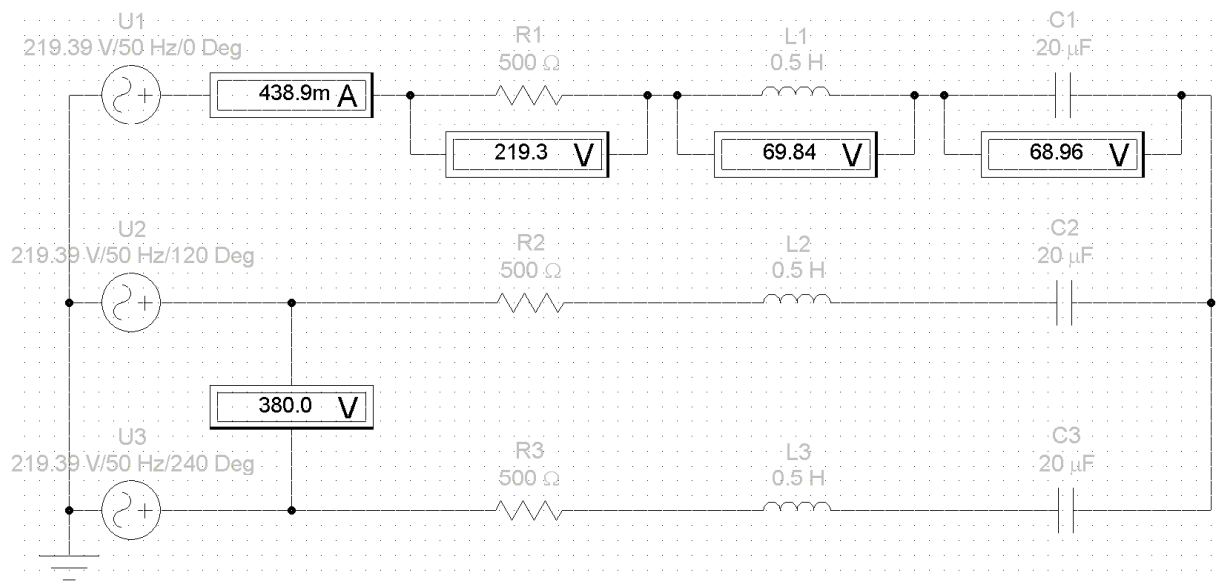 U1
219.39 V/50 Hz/0 Deg
438.9m A
R1
500 Ω
219.3 V
L1
0.5 H
69.84 V
C1
20 µF
68.96 V
U2
219.39 V/50 Hz/120 Deg
R2
500 Ω
L2
0.5 H
C2
20 µF
380.0 V
U3
219.39 V/50 Hz/240 Deg
R3
500 Ω
L3
0.5 H
C3
20 µF